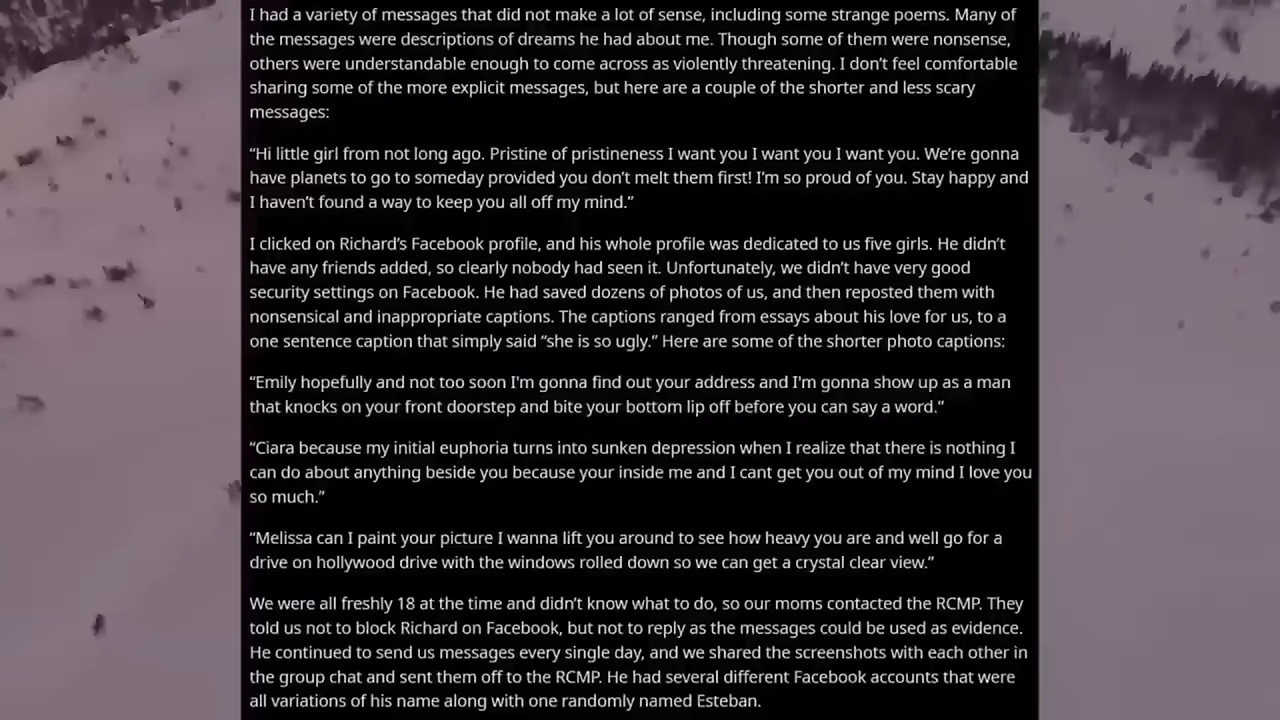 I had a variety of messages that did not make a lot of sense, including some strange poems. Many of
the messages were descriptions of dreams he had about me. Though some of them were nonsense,
others were understandable enough to come across as violently threatening. I don’t feel comfortable
sharing some of the more explicit messages, but here are a couple of the shorter and less scary
messages:
“Hi little girl from not long ago. Pristine of pristineness I want you I want you I want you. We’re gonna
have planets to go to someday provided you don’t melt them first! I’m so proud of you. Stay happy and
I haven’t found a way to keep you all off my mind.”
I clicked on Richard’s Facebook profile, and his whole profile was dedicated to us five girls. He didn’t
have any friends added, so clearly nobody had seen it. Unfortunately, we didn’t have very good
security settings on Facebook. He had saved dozens of photos of us, and then reposted them with
nonsensical and inappropriate captions. The captions ranged from essays about his love for us, to a
one sentence caption that simply said “she is so ugly.” Here are some of the shorter photo captions:
“Emily hopefully and not too soon I'm gonna find out your address and I'm gonna show up as a man
that knocks on your front doorstep and bite your bottom lip off before you can say a word.”
“Ciara because my initial euphoria turns into sunken depression when I realize that there is nothing I
can do about anything beside you because your inside me and I cant get you out of my mind I love you
so much.”
“Melissa can I paint your picture I wanna lift you around to see how heavy you are and well go for a
drive on hollywood drive with the windows rolled down so we can get a crystal clear view.”
We were all freshly 18 at the time and didn’t know what to do, so our moms contacted the RCMP. They
told us not to block Richard on Facebook, but not to reply as the messages could be used as evidence.
He continued to send us messages every single day, and we shared the screenshots with each other in
the group chat and sent them off to the RCMP. He had several different Facebook accounts that were
all variations of his name along with one randomly named Esteban.